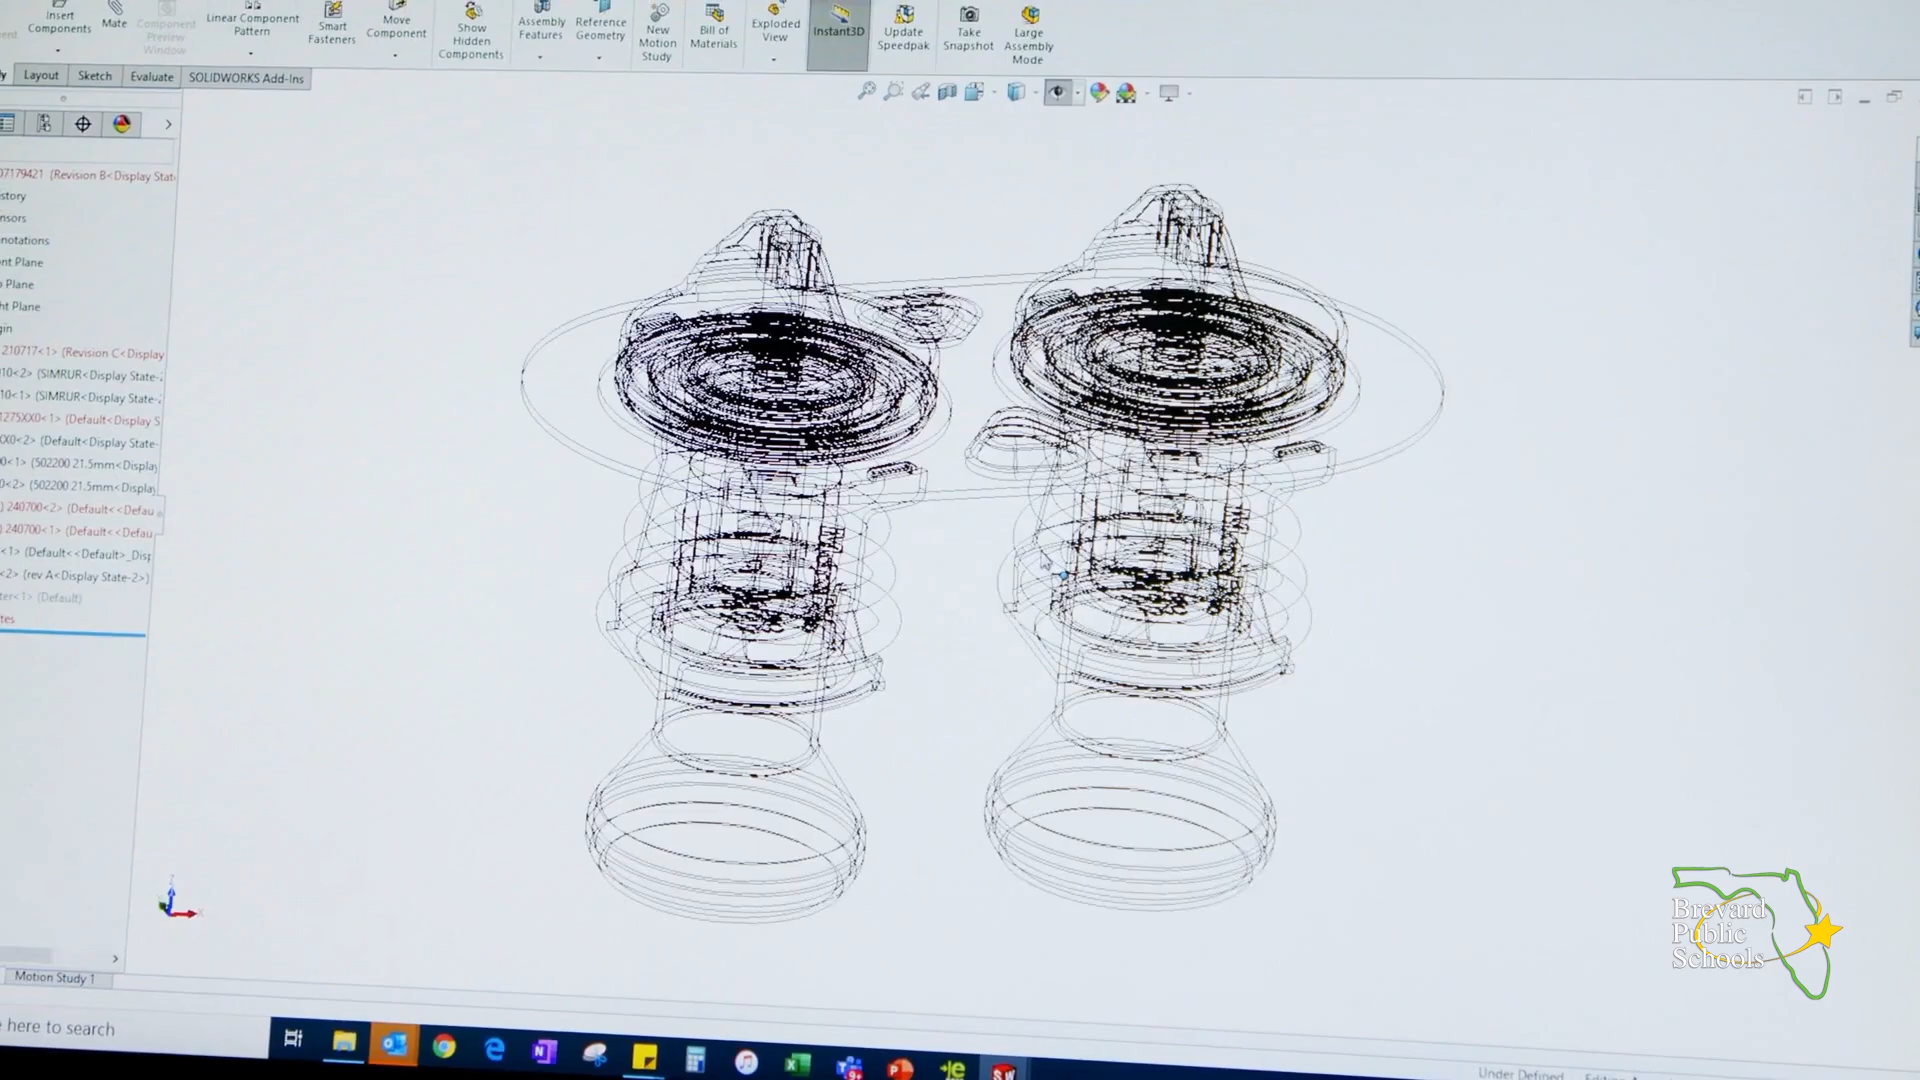 Insert
Components
Mate
Component
Preview
Window
Linear Component
Pattern
Smart
Fasteners
Move
Component
Show
Hidden
Components
Assembly
Features
Reference
Geometry
New
Motion
Study
Bill of
Materials
Exploded
View
Instant3D
Update
Speedpak
Take
Snapshot
Large
Assembly
Mode
Layout
Sketch
Evaluate
SOLIDWORKS Add-Ins
07179421 (Revision B<Display Stat
story
nsors
notations
nt Plane
Plane
ht Plane
gin
210717<1> (Revision C<Display
10<2> (SIMRUR<Display State-
10<1> (SIMRUR<Display State-
1275XX0<1> (Default<Display S
XX0<2> (Default<Display State-
0<1> (502200 21.5mm<Display
0<2> (502200 21.5mm<Display
) 240700<2> (Default<<Defau
) 240700<1> (Default<<Defau
<1> (Default<<Default>_Disp
<2> (rev A<Display State-2>)
ter<1> (Default)
tes
Brevard
Public
Schools
Motion Study 1
here to search
Under Defined